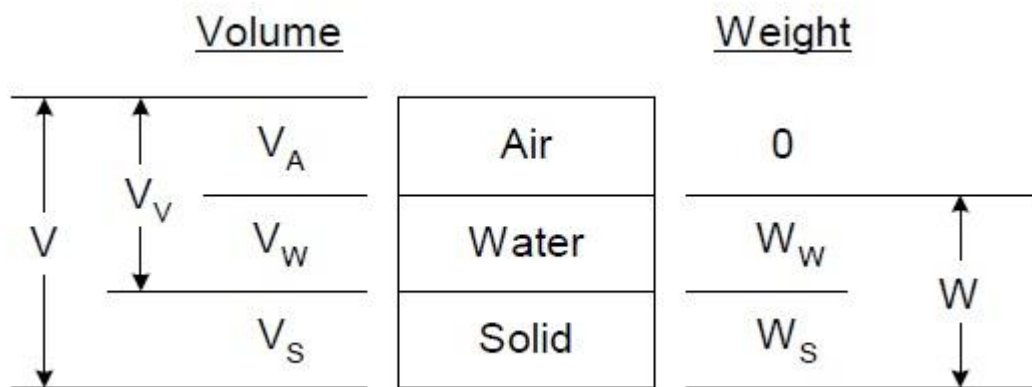 Volume Weight
V_A Air 0
V_V
V V_W Water W_W
W
V_S Solid W_S